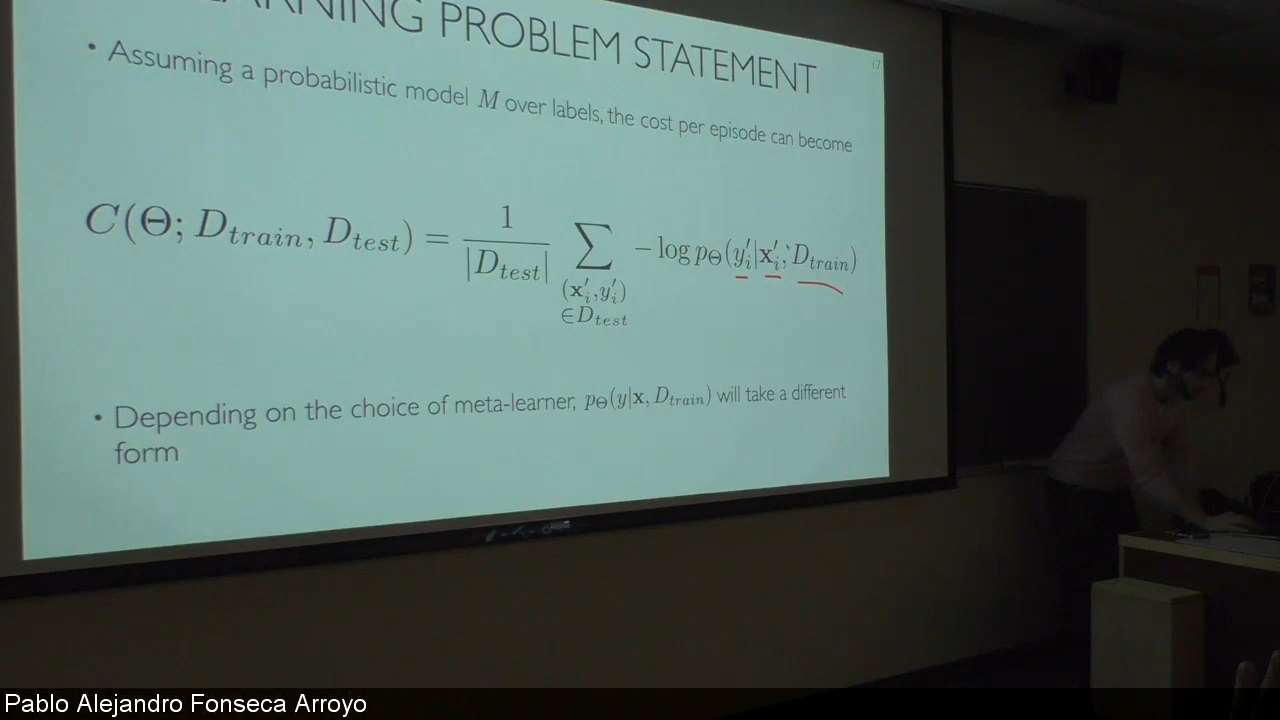 LEARNING PROBLEM STATEMENT
17
• Assuming a probabilistic model M over labels, the cost per episode can become
C(Θ; D_train, D_test) = 1/|D_test| ∑_{(x′_i, y′_i) ∈ D_test} − log p_Θ(y′_i|x′_i, D_train)
• Depending on the choice of meta-learner, p_Θ(y|x, D_train) will take a different
form
Pablo Alejandro Fonseca Arroyo